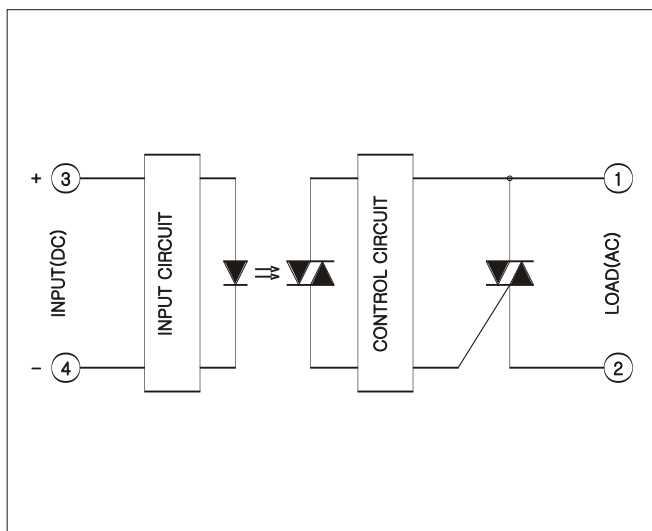 + 3
INPUT(DC)
- 4
INPUT CIRCUIT
CONTROL CIRCUIT
1
LOAD(AC)
2